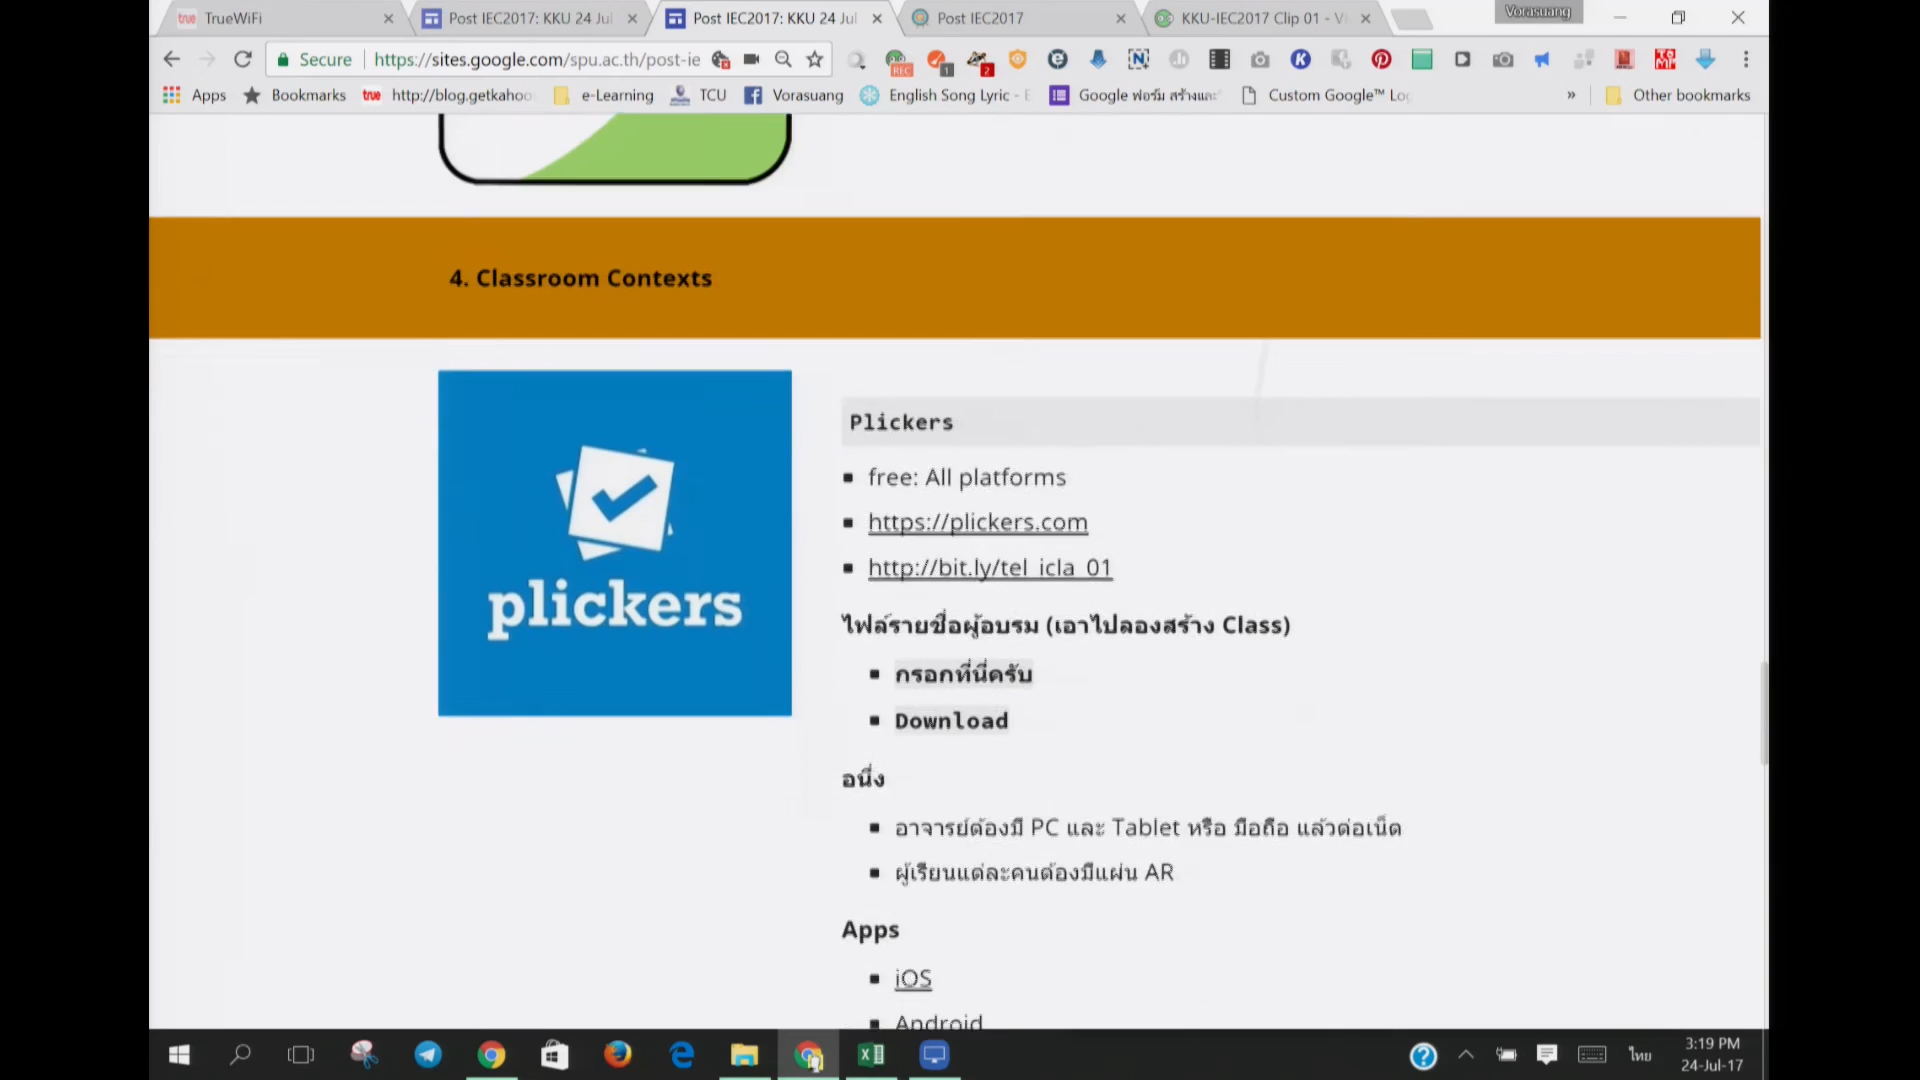 TrueWiFi
Post IEC2017: KKU 24 Jul
Post IEC2017: KKU 24 Jul
Post IEC2017
KKU-IEC2017 Clip 01 - Vi
Vorasuang
Secure
https://sites.google.com/spu.ac.th/post-ie
REC
1
2
Apps
Bookmarks
true
http://blog.getkahoo
e-Learning
TCU
Vorasuang
English Song Lyric - E
Google ฟอร์ม สร้างและ
Custom Google™ Lo
»
Other bookmarks
4. Classroom Contexts
plickers
Plickers
free: All platforms
https://plickers.com
http://bit.ly/tel_icla_01
ไฟล์รายชื่อผู้อบรม (เอาไปลองสร้าง Class)
กรอกที่นี่ครับ
Download
อนึ่ง
อาจารย์ต้องมี PC และ Tablet หรือ มือถือ แล้วต่อเน็ต
ผู้เรียนแต่ละคนต้องมีแผ่น AR
Apps
iOS
Android
ไทย
3:19 PM
24-Jul-17